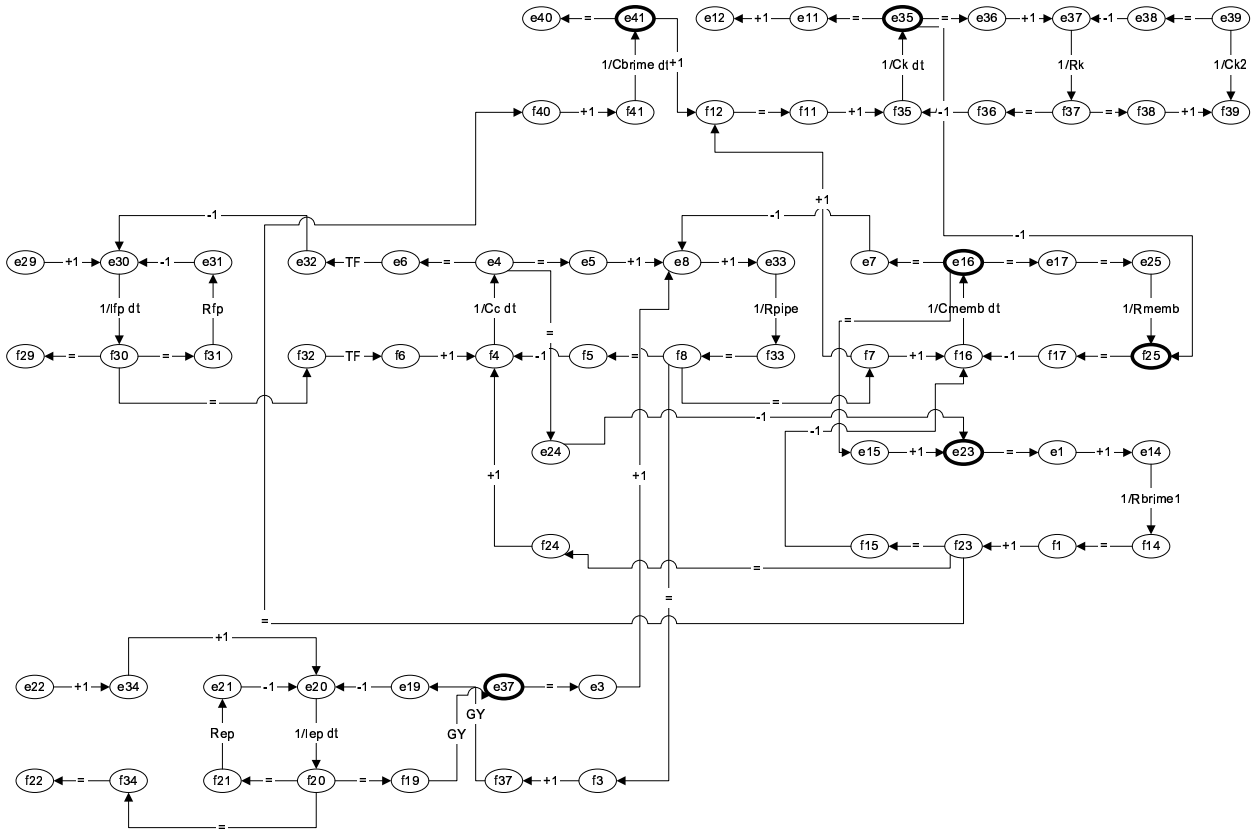 e40 = e41 e12 +1 e11 = e35 = e36 +1 e37 -1 e38 = e39
1/Cbrime dt +1 1/Ck dt 1/Rk 1/Ck2
f40 +1 f41 f12 = f11 +1 f35 -1 f36 = f37 = f38 +1 f39
+1
-1 -1
-1
e29 +1 e30 -1 e31 e32 TF e6 = e4 = e5 +1 e8 +1 e33 e7 = e16 = e17 = e25
1/Ifp dt Rfp 1/Cc dt 1/Rpipe 1/Cmemb dt 1/Rmemb
= =
f29 = f30 = f31 f32 TF f6 +1 f4 -1 f5 = f8 = f33 f7 +1 f16 -1 f17 = f25
= =
-1
-1
e24 e15 +1 e23 = e1 +1 e14
+1 +1
1/Rbrime1
f24 f15 = f23 +1 f1 = f14
=
=
=
+1
e22 +1 e34 e21 -1 e20 -1 e19 e37 = e3
GY
Rep 1/Iep dt GY
f22 = f34 f21 = f20 = f19 f37 +1 f3
=